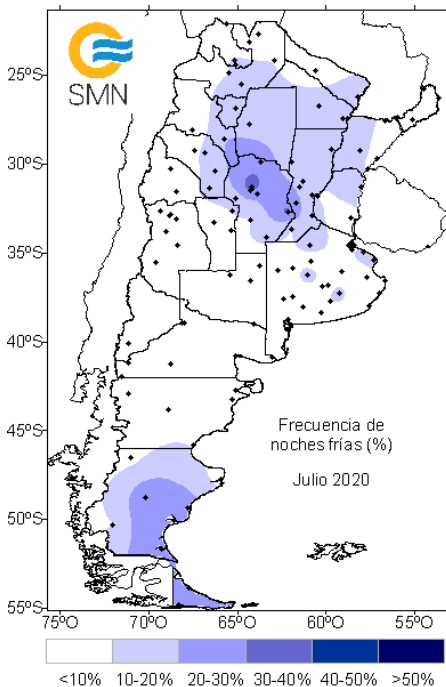 SMN
25ºS
30ºS
35ºS
40ºS
45ºS
50ºS
55ºS
Frecuencia de
noches frías (%)
Julio 2020
75ºO 70ºO 65ºO 60ºO 55ºO
<10% 10-20% 20-30% 30-40% 40-50% >50%